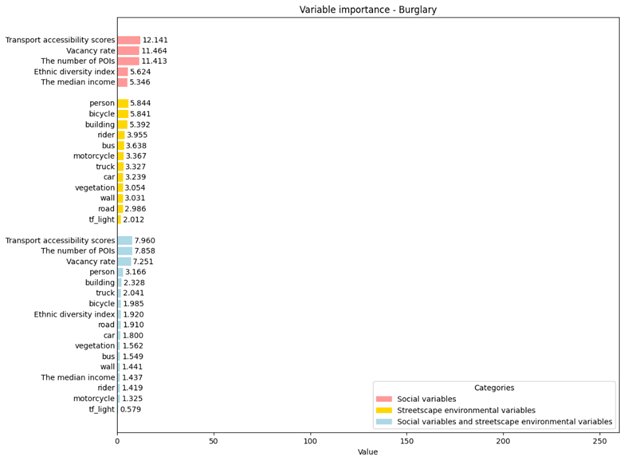 Variable importance - Burglary
Transport accessibility scores 12.141
Vacancy rate 11.464
The number of POIs 11.413
Ethnic diversity index 5.624
The median income 5.346
person 5.844
bicycle 5.841
building 5.392
rider 3.955
bus 3.638
motorcycle 3.367
truck 3.327
car 3.239
vegetation 3.054
wall 3.031
road 2.986
tf_light 2.012
Transport accessibility scores 7.960
The number of POIs 7.858
Vacancy rate 7.251
person 3.166
building 2.328
truck 2.041
bicycle 1.985
Ethnic diversity index 1.920
road 1.910
car 1.800
vegetation 1.562
bus 1.549
wall 1.441
The median income 1.437
rider 1.419
motorcycle 1.325
tf_light 0.579
Categories
Social variables
Streetscape environmental variables
Social variables and streetscape environmental variables
0 50 100 150 200 250
Value